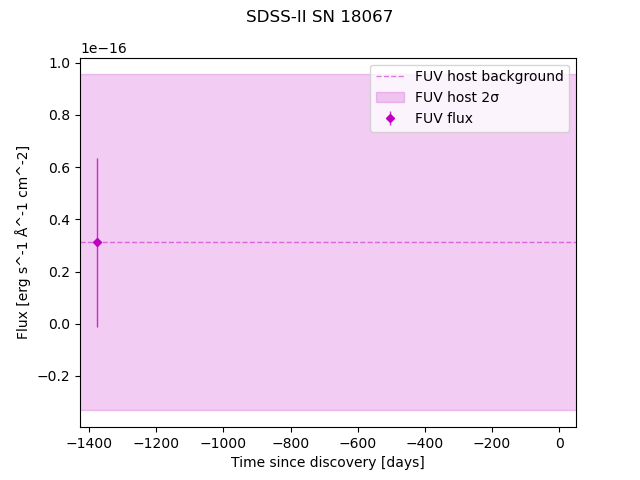 SDSS-II SN 18067
1e−16
FUV host background
FUV host 2σ
FUV flux
1.0
0.8
0.6
0.4
0.2
0.0
−0.2
Flux [erg s^-1 Å^-1 cm^-2]
−1400 −1200 −1000 −800 −600 −400 −200 0
Time since discovery [days]